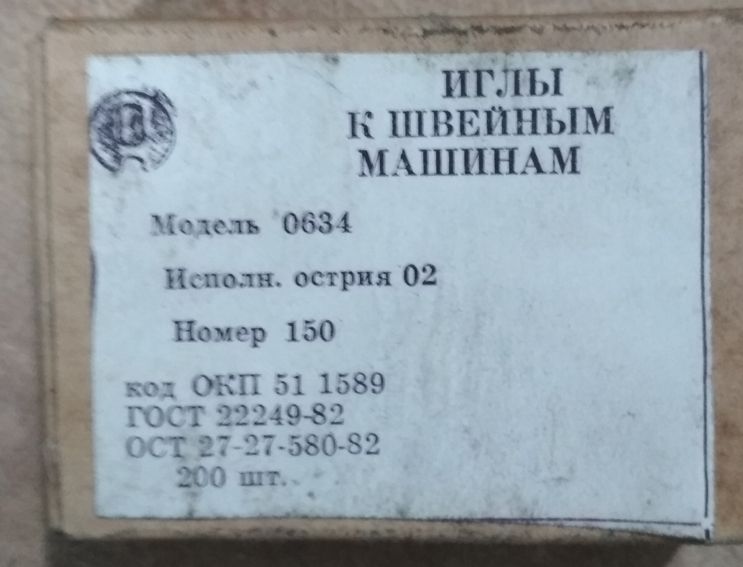 ИГЛЫ
К ШВЕЙНЫМ
МАШИНАМ
Модель 0634
Исполн. острия 02
Номер 150
код ОКП 51 1589
ГОСТ 22249-82
ОСТ 27-27-580-82
200 шт.